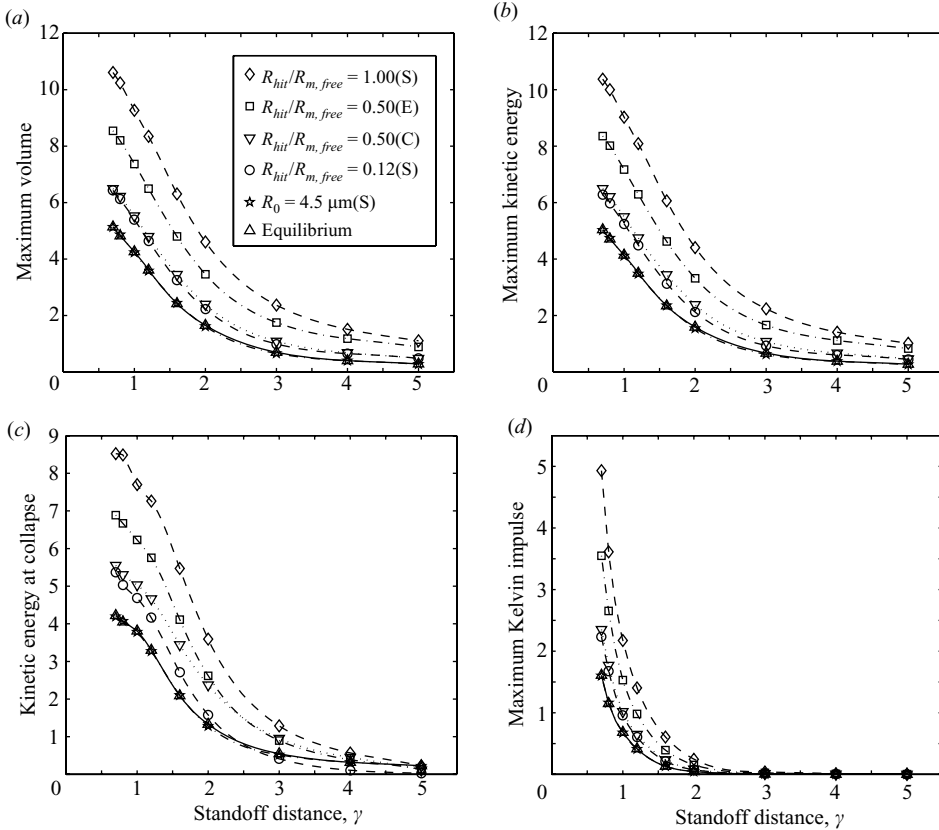 (a)
Maximum volume
12
10
8
6
4
2
0
1 2 3 4 5
R_hit/R_m, free = 1.00(S)
R_hit/R_m, free = 0.50(E)
R_hit/R_m, free = 0.50(C)
R_hit/R_m, free = 0.12(S)
R_0 = 4.5 μm(S)
Equilibrium
(b)
Maximum kinetic energy
12
10
8
6
4
2
0
1 2 3 4 5
(c)
Kinetic energy at collapse
9
8
7
6
5
4
3
2
1
0
1 2 3 4 5
Standoff distance, γ
(d)
Maximum Kelvin impulse
5
4
3
2
1
0
1 2 3 4 5
Standoff distance, γ